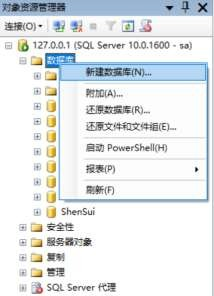 对象资源管理器
连接(O)
127.0.0.1 (SQL Server 10.0.1600 - sa)
数据库
新建数据库(N)...
附加(A)...
还原数据库(R)...
还原文件和文件组(E)...
启动 PowerShell(H)
报表(P)
刷新(F)
ShenSui
安全性
服务器对象
复制
管理
SQL Server 代理